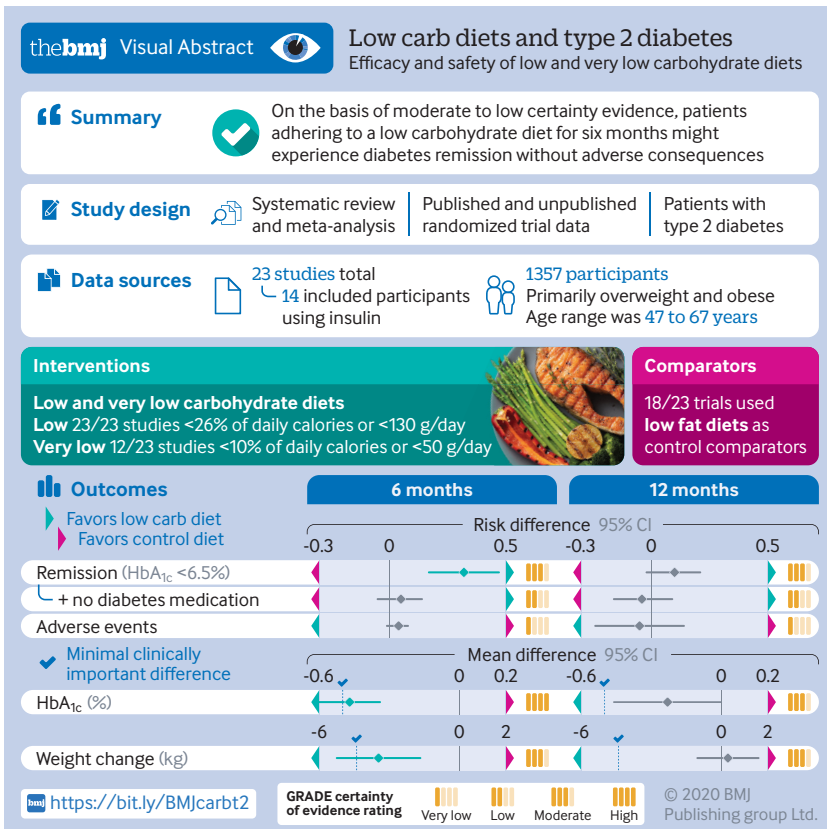 thebmj Visual Abstract
Low carb diets and type 2 diabetes
Efficacy and safety of low and very low carbohydrate diets
Summary
On the basis of moderate to low certainty evidence, patients
adhering to a low carbohydrate diet for six months might
experience diabetes remission without adverse consequences
Study design
Systematic review
and meta-analysis
Published and unpublished
randomized trial data
Patients with
type 2 diabetes
Data sources
23 studies total
14 included participants
using insulin
1357 participants
Primarily overweight and obese
Age range was 47 to 67 years
Interventions
Low and very low carbohydrate diets
Low 23/23 studies <26% of daily calories or <130 g/day
Very low 12/23 studies <10% of daily calories or <50 g/day
Comparators
18/23 trials used
low fat diets as
control comparators
Outcomes
6 months
12 months
Favors low carb diet
Favors control diet
Risk difference 95% CI
-0.3 0 0.5 -0.3 0 0.5
Remission (HbA1c <6.5%)
+ no diabetes medication
Adverse events
Minimal clinically
important difference
Mean difference 95% CI
-0.6 0 0.2 -0.6 0 0.2
HbA1c (%)
-6 0 2 -6 0 2
Weight change (kg)
bmj https://bit.ly/BMJcarbt2
GRADE certainty
of evidence rating
Very low Low Moderate High
© 2020 BMJ
Publishing group Ltd.